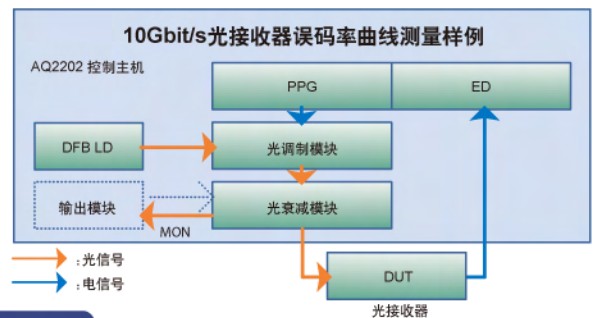 10Gbit/s光接收器误码率曲线测量样例
AQ2202 控制主机
PPG
ED
DFB LD
光调制模块
输出模块
光衰减模块
MON
:光信号
:电信号
DUT
光接收器